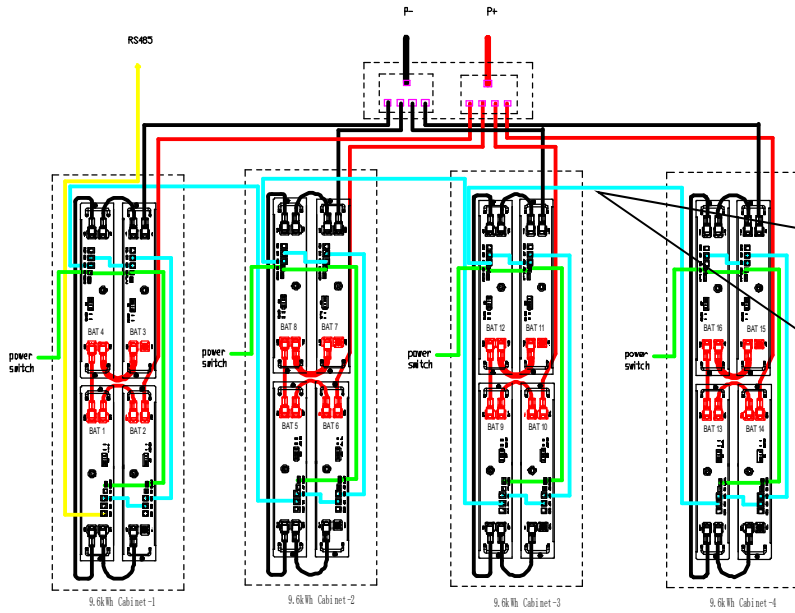 P-
P+
RS485
BAT 4
BAT 3
BAT 8
BAT 7
BAT 12
BAT 11
BAT 16
BAT 15
power
switch
power
switch
power
switch
power
switch
BAT 1
BAT 2
BAT 5
BAT 6
BAT 9
BAT 10
BAT 13
BAT 14
9.6kWh Cabinet-1
9.6kWh Cabinet-2
9.6kWh Cabinet-3
9.6kWh Cabinet-4